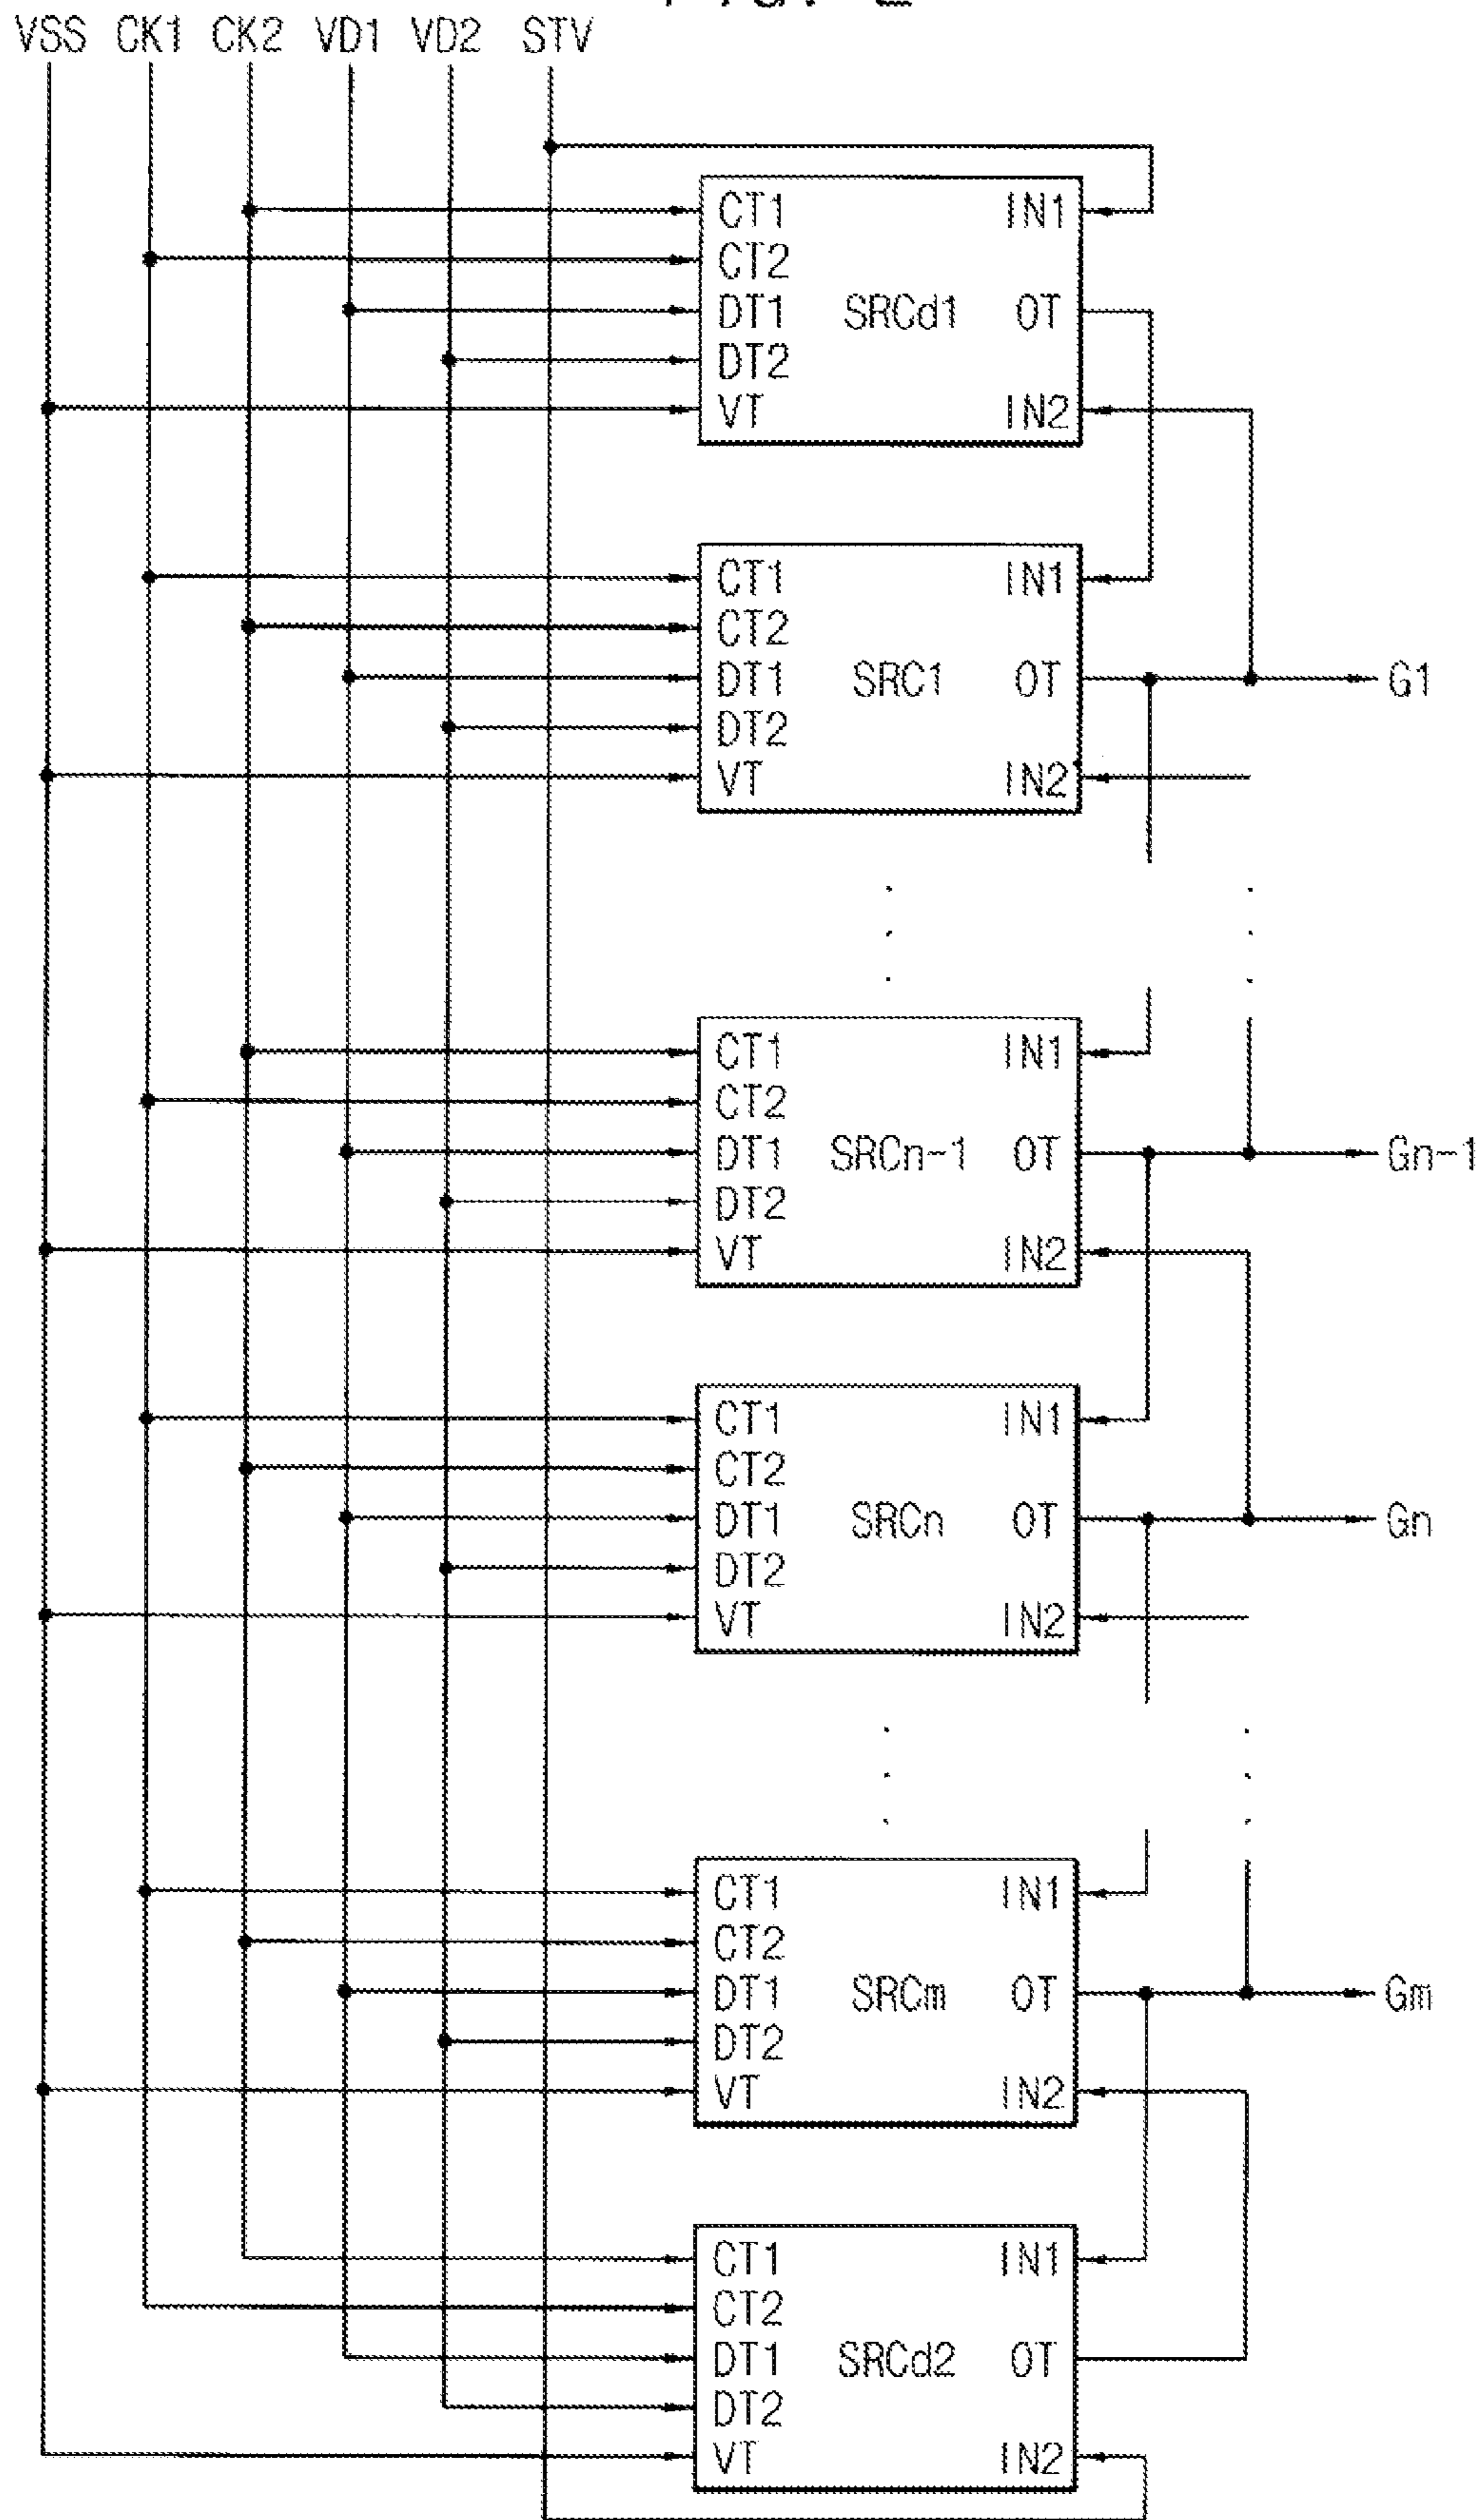 VSS CK1 CK2 VD1 VD2 STV
CT1 IN1
CT2
DT1 SRCd1 OT
DT2
VT IN2
CT1 IN1
CT2
DT1 SRC1 OT G1
DT2
VT IN2
CT1 IN1
CT2
DT1 SRCn-1 OT Gn-1
DT2
VT IN2
CT1 IN1
CT2
DT1 SRCn OT Gn
DT2
VT IN2
CT1 IN1
CT2
DT1 SRCm OT Gm
DT2
VT IN2
CT1 IN1
CT2
DT1 SRCd2 OT
DT2
VT IN2